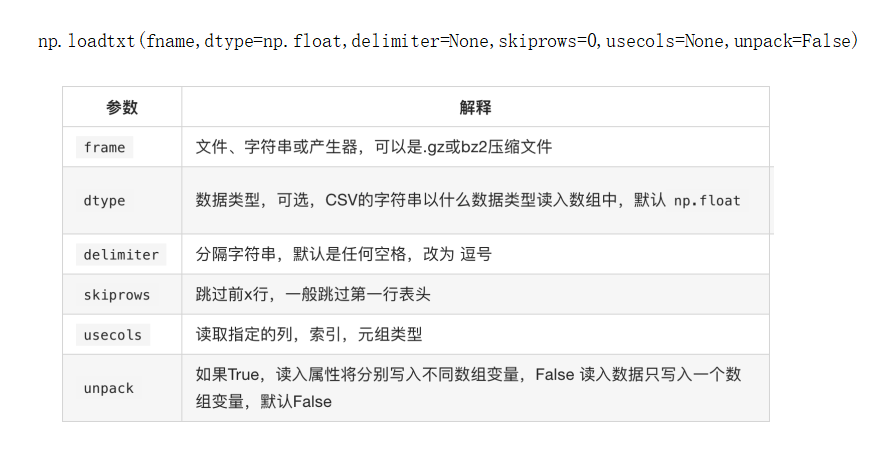 np.loadtxt(fname,dtype=np.float,delimiter=None,skiprows=0,usecols=None,unpack=False)
参数 解释
frame 文件、字符串或产生器，可以是.gz或bz2压缩文件
dtype 数据类型，可选，CSV的字符串以什么数据类型读入数组中，默认 np.float
delimiter 分隔字符串，默认是任何空格，改为 逗号
skiprows 跳过前x行，一般跳过第一行表头
usecols 读取指定的列，索引，元组类型
unpack 如果True，读入属性将分别写入不同数组变量，False 读入数据只写入一个数
组变量，默认False